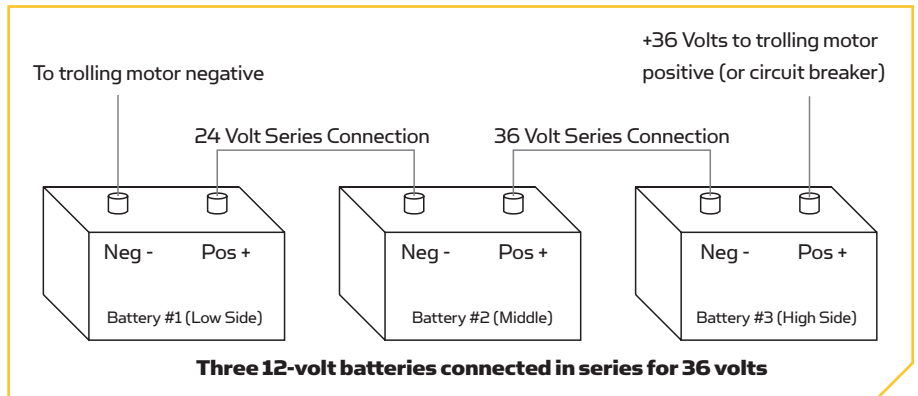 +36 Volts to trolling motor
positive (or circuit breaker)
To trolling motor negative
24 Volt Series Connection
36 Volt Series Connection
Neg -
Pos +
Neg -
Pos +
Neg -
Pos +
Battery #1 (Low Side)
Battery #2 (Middle)
Battery #3 (High Side)
Three 12-volt batteries connected in series for 36 volts